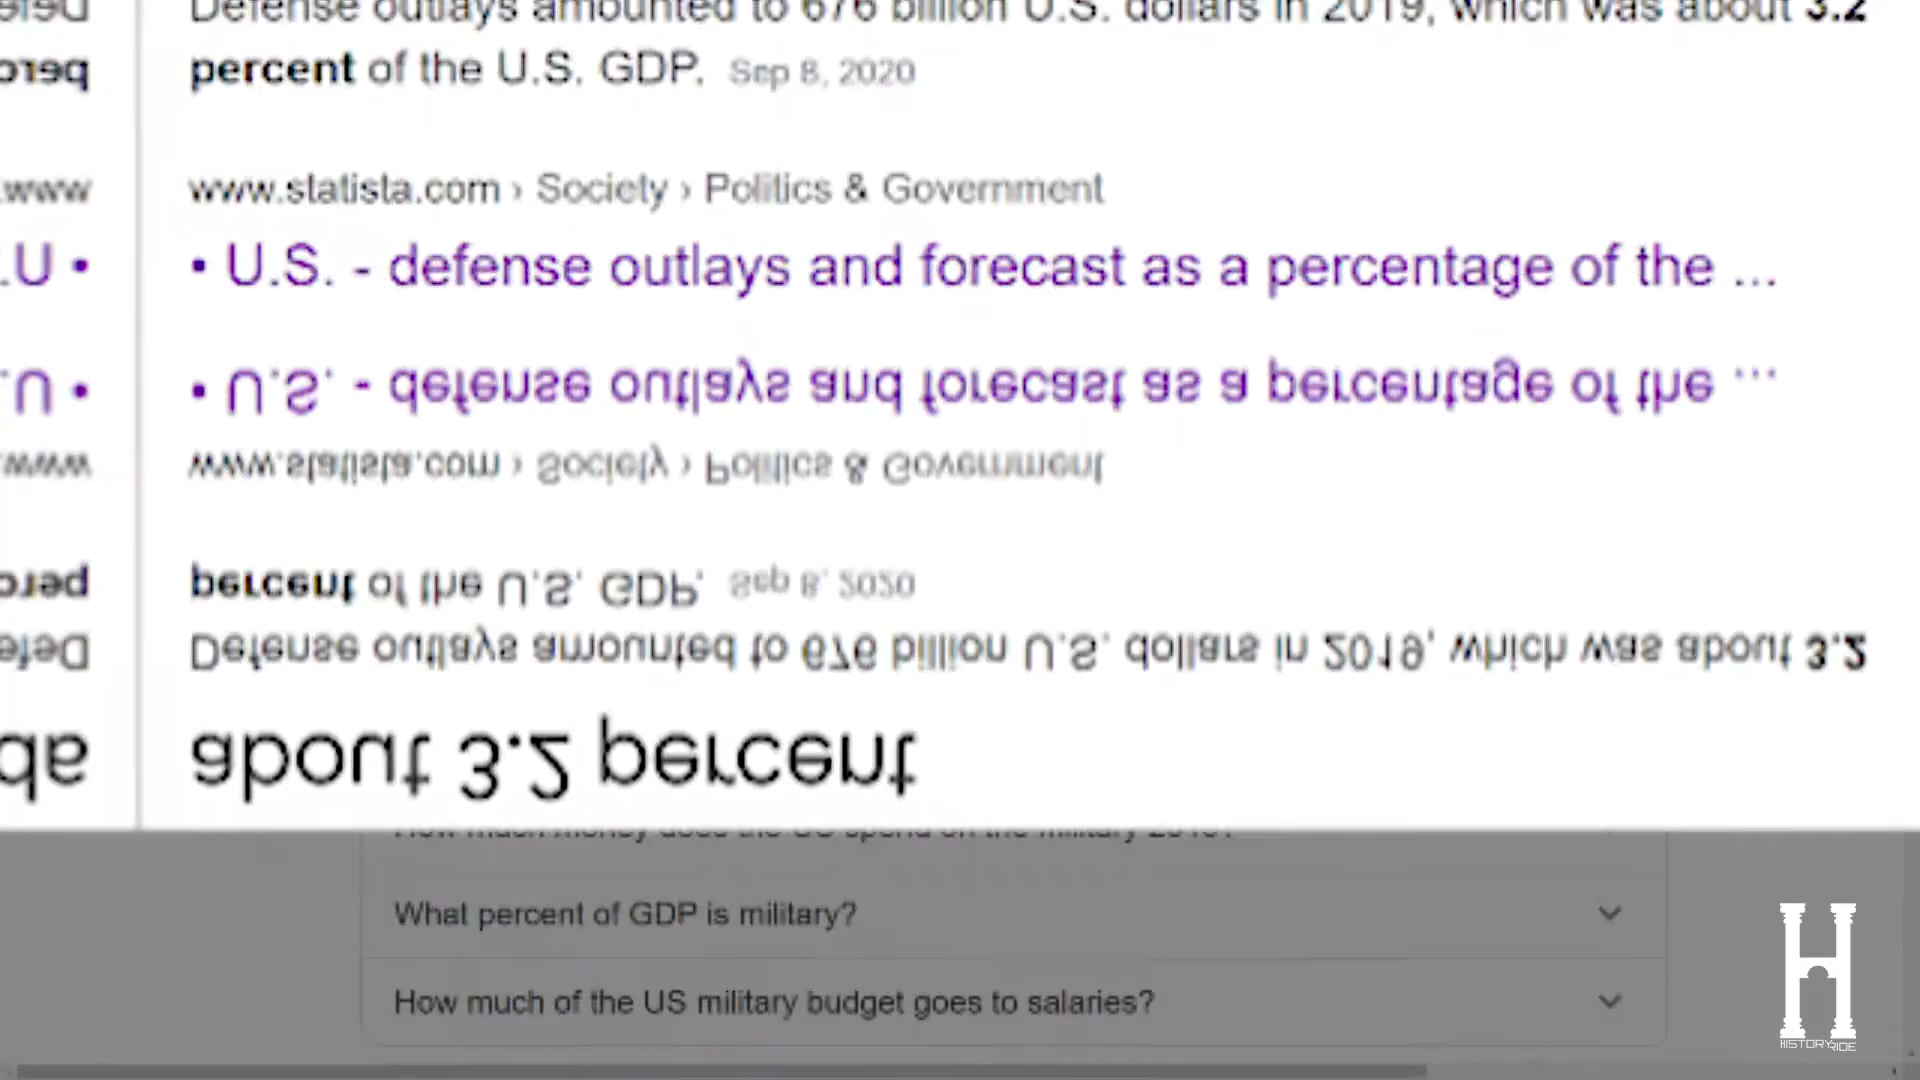 Defense outlays amounted to 676 billion U.S. dollars in 2019, which was about 3.2
percent of the U.S. GDP. Sep 8, 2020
www.statista.com › Society › Politics & Government
• U.S. - defense outlays and forecast as a percentage of the ...
• U.S. - defense outlays and forecast as a percentage of the ...
www.statista.com › Society › Politics & Government
percent of the U.S. GDP. Sep 8, 2020
Defense outlays amounted to 676 billion U.S. dollars in 2019, which was about 3.2
about 3.2 percent
What percent of GDP is military?
How much of the US military budget goes to salaries?
H
HISTORY RIDE